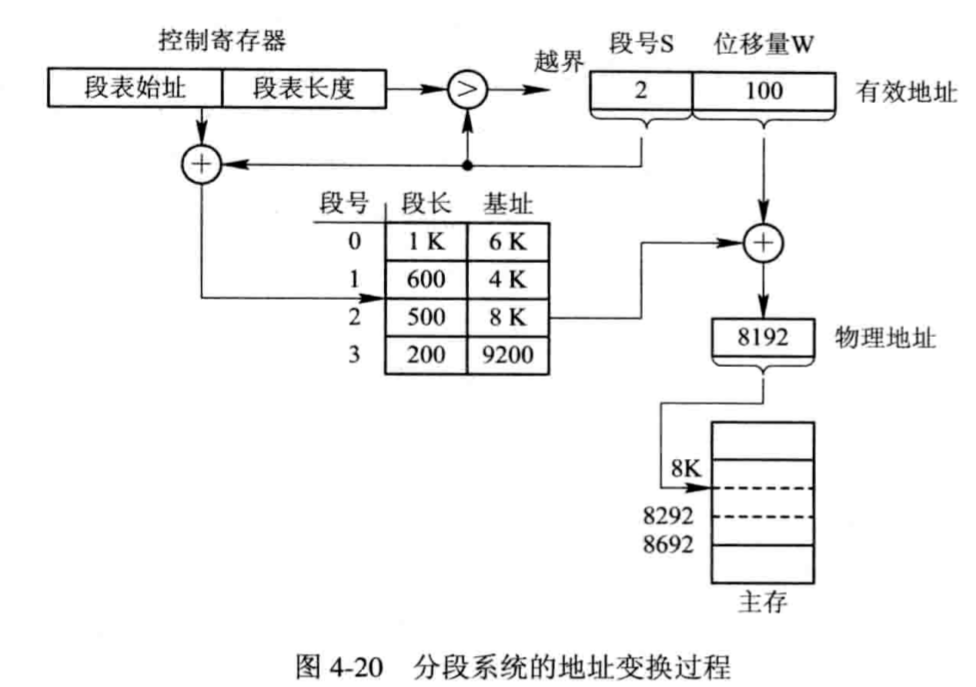 控制寄存器
段表始址 段表长度
>
越界
段号S 位移量W
2 100
有效地址
+
段号 段长 基址
0 1 K 6 K
1 600 4 K
2 500 8 K
3 200 9200
+
8192
物理地址
8K
8292
8692
主存
图 4-20 分段系统的地址变换过程